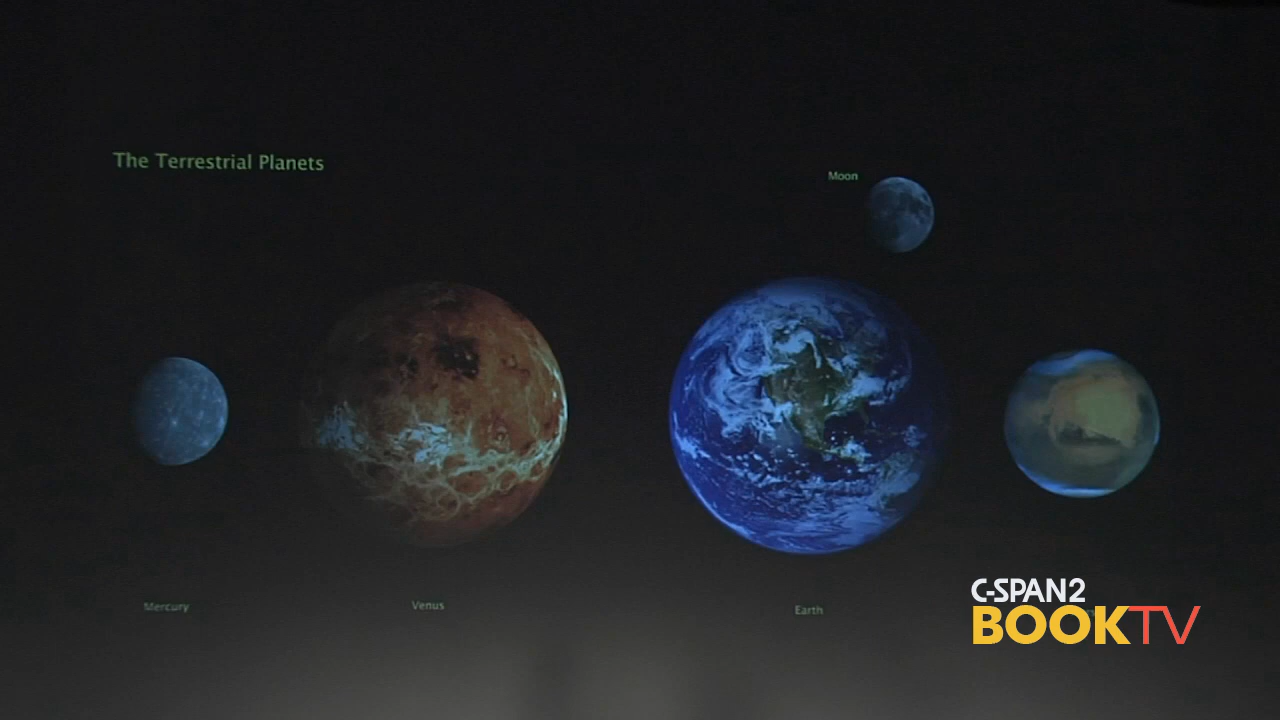 The Terrestrial Planets
Moon
Mercury
Venus
Earth
C-SPAN2
BOOKTV